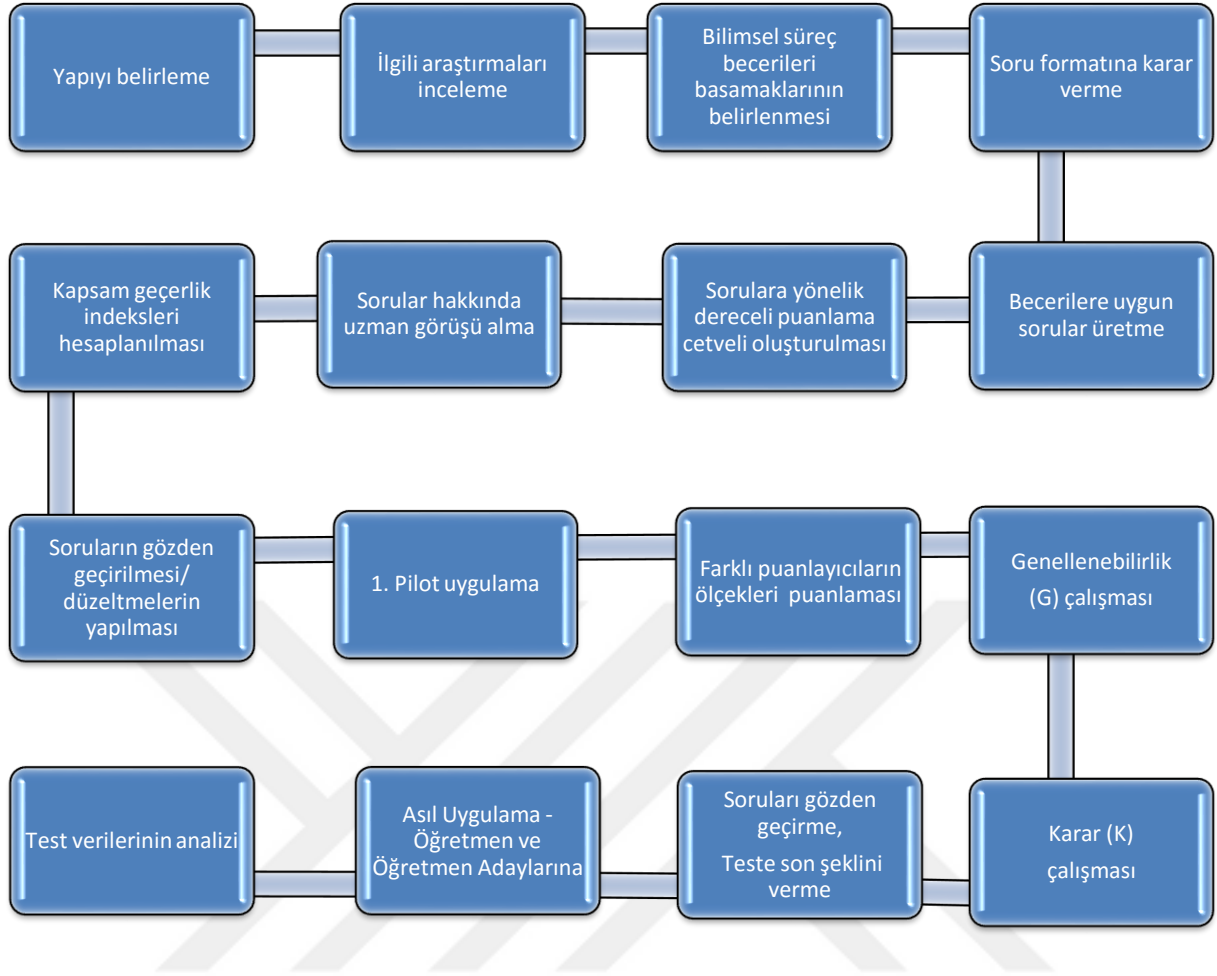 Yapıyı belirleme
İlgili araştırmaları
inceleme
Bilimsel süreç
becerileri
basamaklarının
belirlenmesi
Soru formatına karar
verme
Becerilere uygun
sorular üretme
Sorulara yönelik
dereceli puanlama
cetveli oluşturulması
Sorular hakkında
uzman görüşü alma
Kapsam geçerlik
indeksleri
hesaplanılması
Soruların gözden
geçirilmesi/
düzeltmelerin
yapılması
1. Pilot uygulama
Farklı puanlayıcıların
ölçekleri puanlaması
Genellenebilirlik
(G) çalışması
Karar (K)
çalışması
Soruları gözden
geçirme,
Teste son şeklini
verme
Asıl Uygulama -
Öğretmen ve
Öğretmen Adaylarına
Test verilerinin analizi